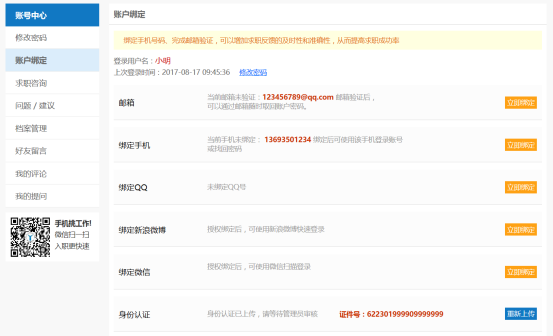 账号中心
修改密码
账户绑定
求职咨询
问题 / 建议
档案管理
好友留言
我的评论
我的提问
手机挑工作!
微信扫一扫
入职更快速
账户绑定
绑定手机号码、完成邮箱验证，可以增加求职反馈的及时性和准确性，从而提高求职成功率
登录用户名：小明
上次登录时间：2017-08-17 09:45:36 修改密码
邮箱
当前邮箱未验证：123456789@qq.com 邮箱验证后，
可以通过邮箱随时取回账户密码。
立即绑定
绑定手机
当前手机未绑定： 13693501234 绑定后可使用该手机登录账号
或找回密码
立即绑定
绑定QQ
未绑定QQ号
立即绑定
绑定新浪微博
授权绑定后，可使用新浪微博快速登录
立即绑定
绑定微信
授权绑定后，可使用微信扫描登录
立即绑定
身份认证
身份认证已上传，请等待管理员审核
证件号：622301999909999999
重新上传